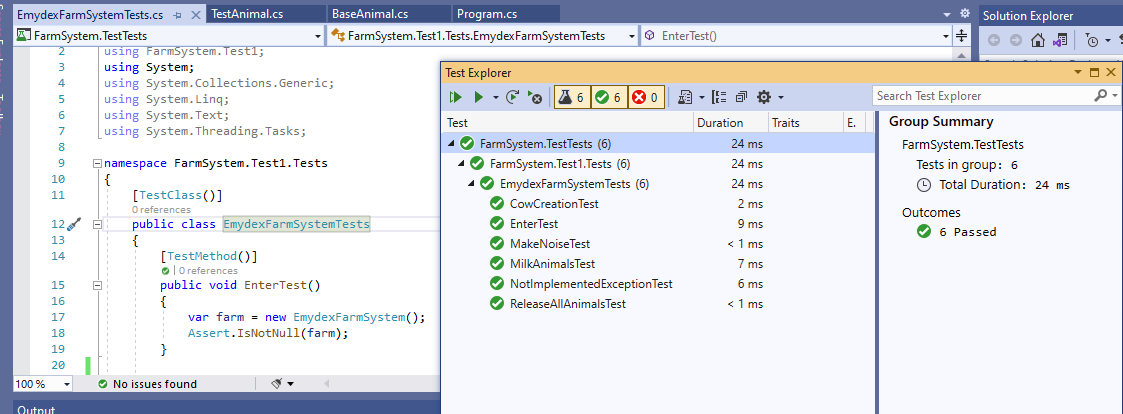 EmydexFarmSystemTests.cs
TestAnimal.cs
BaseAnimal.cs
Program.cs
Solution Explorer
FarmSystem.TestTests
FarmSystem.Test1.Tests.EmydexFarmSystemTests
EnterTest()
2 using FarmSystem.Test1;
3 using System;
4 using System.Collections.Generic;
5 using System.Linq;
6 using System.Text;
7 using System.Threading.Tasks;
8
9 namespace FarmSystem.Test1.Tests
10 {
11 [TestClass()]
0 references
12 public class EmydexFarmSystemTests
13 {
14 [TestMethod()]
| 0 references
15 public void EnterTest()
16 {
17 var farm = new EmydexFarmSystem();
18 Assert.IsNotNull(farm);
19 }
20
100 %
No issues found
Output
Test Explorer
6 6 0
Search Test Explorer
Test Duration Traits E.
FarmSystem.TestTests (6) 24 ms
FarmSystem.Test1.Tests (6) 24 ms
EmydexFarmSystemTests (6) 24 ms
CowCreationTest 2 ms
EnterTest 9 ms
MakeNoiseTest < 1 ms
MilkAnimalsTest 7 ms
NotImplementedExceptionTest 6 ms
ReleaseAllAnimalsTest < 1 ms
Group Summary
FarmSystem.TestTests
Tests in group: 6
Total Duration: 24 ms
Outcomes
6 Passed